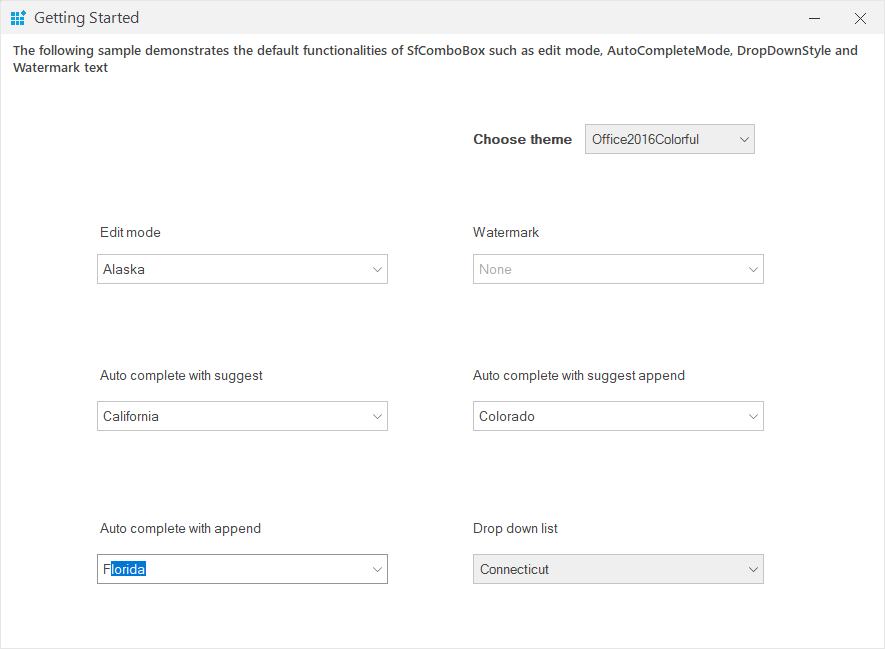 Getting Started
The following sample demonstrates the default functionalities of SfComboBox such as edit mode, AutoCompleteMode, DropDownStyle and
Watermark text
Choose theme
Office2016Colorful
Edit mode
Watermark
Alaska
None
Auto complete with suggest
Auto complete with suggest append
California
Colorado
Auto complete with append
Drop down list
Florida
Connecticut